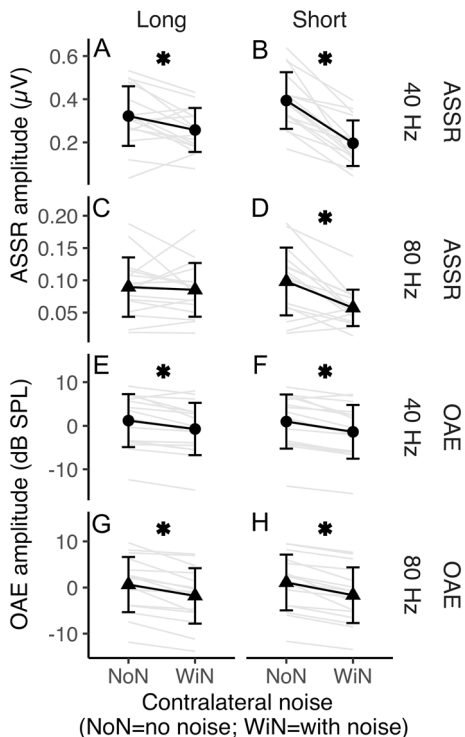 Long Short
A * B *
0.6
0.4
0.2
ASSR amplitude (µV)
ASSR
40 Hz
C D *
0.20
0.15
0.10
0.05
ASSR
80 Hz
E * F *
10
0
-10
OAE amplitude (dB SPL)
OAE
40 Hz
G * H *
10
0
-10
OAE
80 Hz
NoN WiN NoN WiN
Contralateral noise
(NoN=no noise; WiN=with noise)